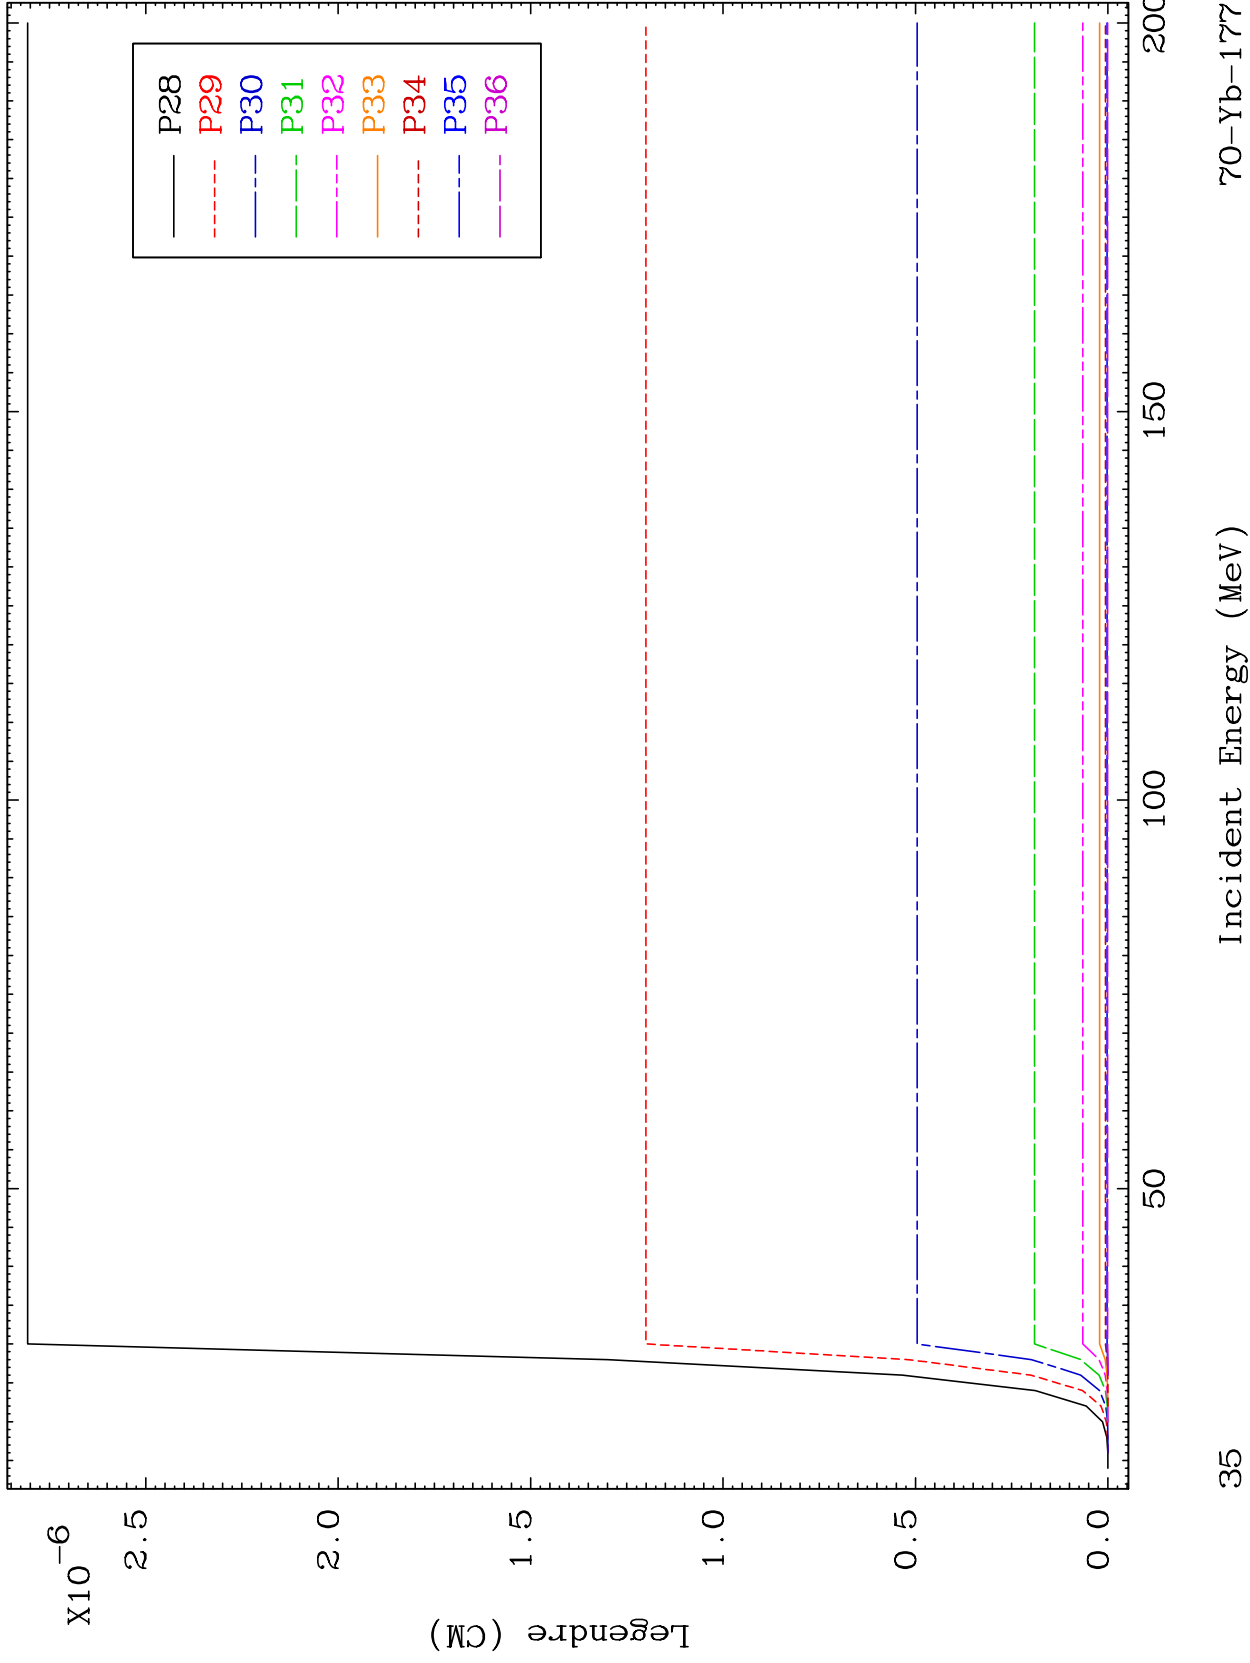 X10-6
2.5
2.0
1.5
1.0
0.5
0.0
Legendre (CM)
P28
P29
P30
P31
P32
P33
P34
P35
P36
50
100
150
200
35
Incident Energy (MeV)
70-Yb-177